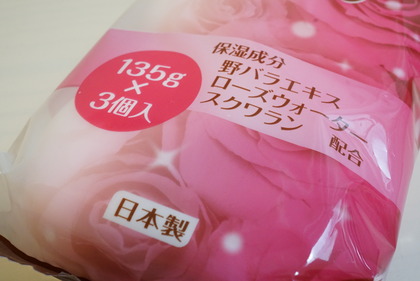 135g
×
3個入
保湿成分
野バラエキス
ローズウォーター
スクワラン
配合
日本製